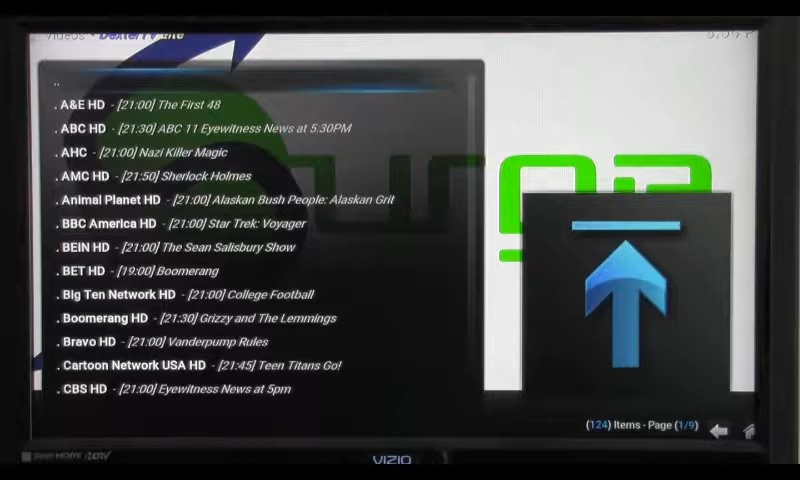 Videos - DexterTV Lite
..
. A&E HD - [21:00] The First 48
. ABC HD - [21:30] ABC 11 Eyewitness News at 5:30PM
. AHC - [21:00] Nazi Killer Magic
. AMC HD - [21:50] Sherlock Holmes
. Animal Planet HD - [21:00] Alaskan Bush People: Alaskan Grit
. BBC America HD - [21:00] Star Trek: Voyager
. BEIN HD - [21:00] The Sean Salisbury Show
. BET HD - [19:00] Boomerang
. Big Ten Network HD - [21:00] College Football
. Boomerang HD - [21:30] Grizzy and The Lemmings
. Bravo HD - [21:00] Vanderpump Rules
. Cartoon Network USA HD - [21:45] Teen Titans Go!
. CBS HD - [21:00] Eyewitness News at 5pm
(124) Items - Page (1/9)
HDMI
VIZIO